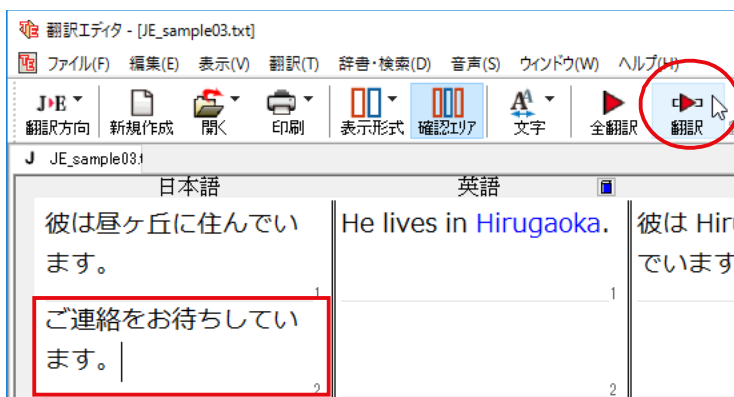 翻訳エディタ - [JE_sample03.txt]
ファイル(F) 編集(E) 表示(V) 翻訳(T) 辞書・検索(D) 音声(S) ウインドウ(W) ヘルプ(H)
J▸E
翻訳方向 新規作成 開く 印刷 表示形式 確認エリア 文字 全翻訳 翻訳
J JE_sample03.t
日本語 英語
彼は昼ヶ丘に住んでい He lives in Hirugaoka. 彼は Hiru
ます。 でいます
1 1
ご連絡をお待ちしてい
ます。
2 2